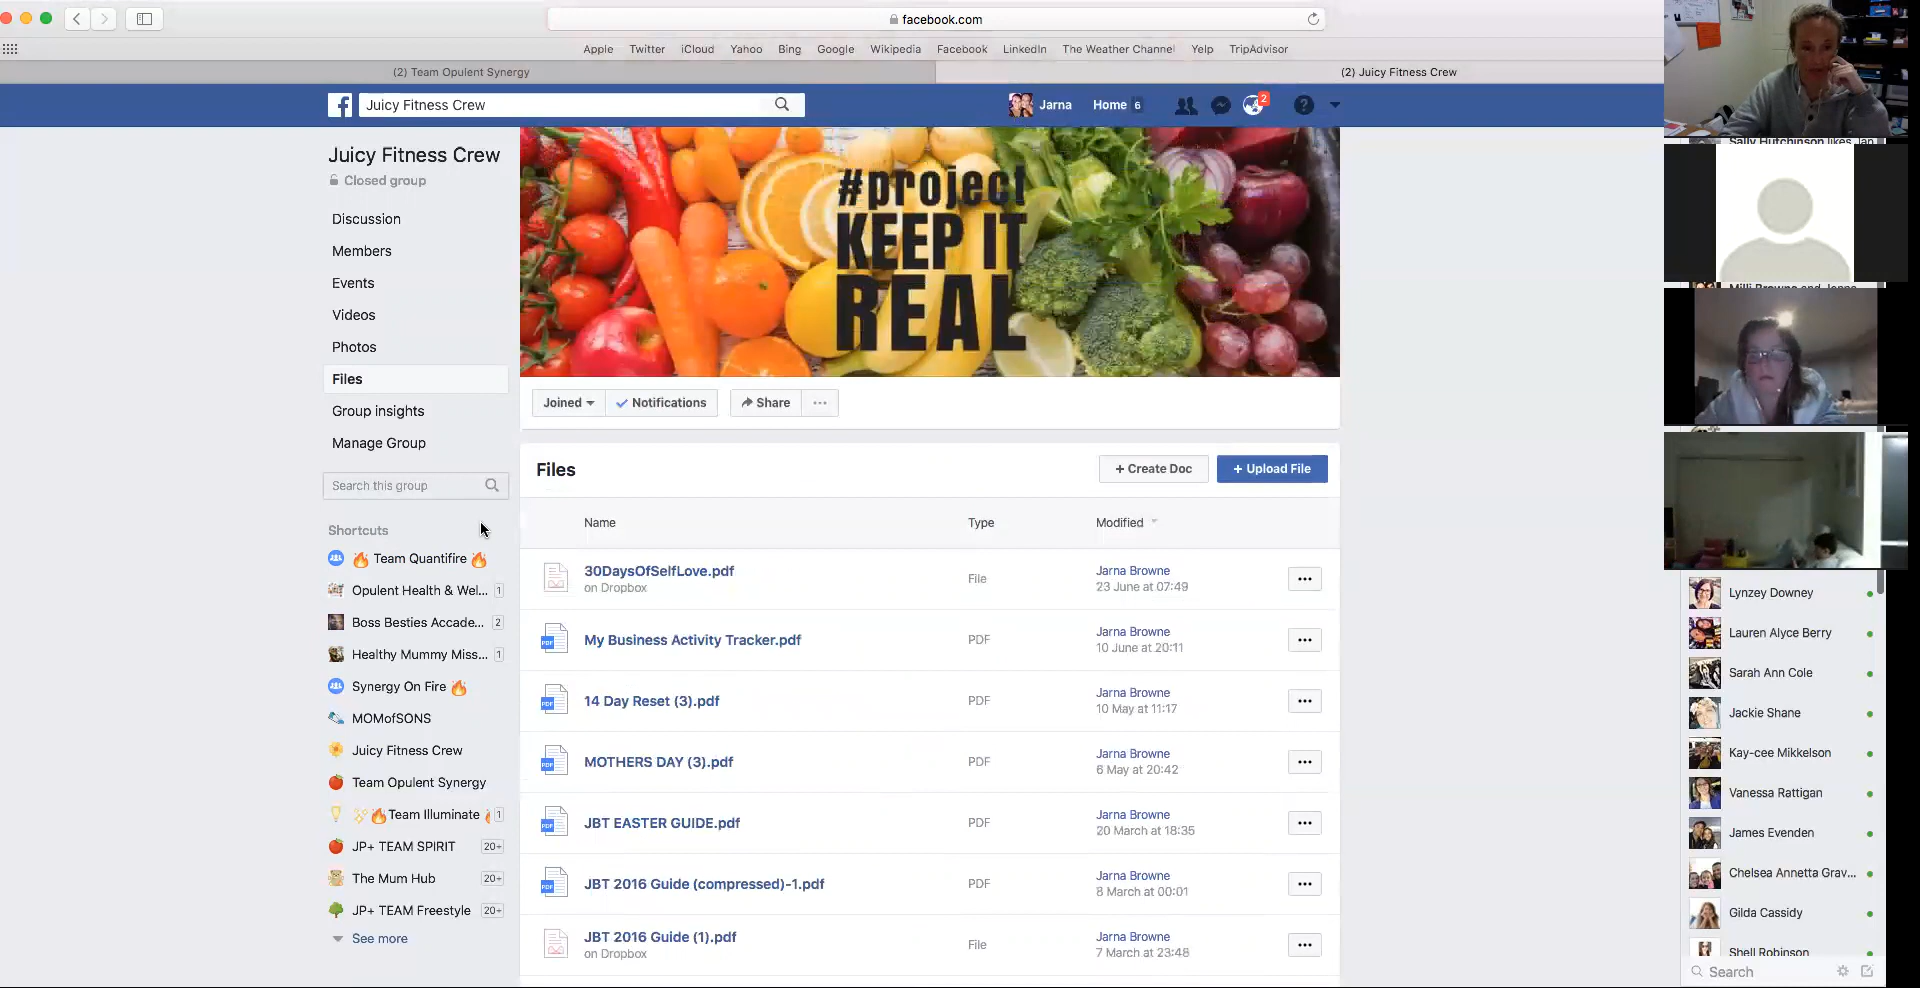 facebook.com
Apple Twitter iCloud Yahoo Bing Google Wikipedia Facebook LinkedIn The Weather Channel Yelp TripAdvisor
(2) Team Opulent Synergy
(2) Juicy Fitness Crew
Juicy Fitness Crew
Jarna Home 6
2
Juicy Fitness Crew
Closed group
Discussion
Members
Events
Videos
Photos
Files
Group insights
Manage Group
Search this group
Shortcuts
Team Quantifire
Opulent Health & Wel... 1
Boss Besties Accade... 2
Healthy Mummy Miss... 1
Synergy On Fire
MOMofSONS
Juicy Fitness Crew
Team Opulent Synergy
Team Illuminate 1
JP+ TEAM SPIRIT 20+
The Mum Hub 20+
JP+ TEAM Freestyle 20+
See more
#project
KEEP IT
REAL
Joined Notifications Share
Files
+ Create Doc + Upload File
Name Type Modified
30DaysOfSelfLove.pdf File Jarna Browne
on Dropbox 23 June at 07:49
My Business Activity Tracker.pdf PDF Jarna Browne
10 June at 20:11
14 Day Reset (3).pdf PDF Jarna Browne
10 May at 11:17
MOTHERS DAY (3).pdf PDF Jarna Browne
6 May at 20:42
JBT EASTER GUIDE.pdf PDF Jarna Browne
20 March at 18:35
JBT 2016 Guide (compressed)-1.pdf PDF Jarna Browne
8 March at 00:01
JBT 2016 Guide (1).pdf File Jarna Browne
on Dropbox 7 March at 23:48
Sally Hutchinson likes Jan
Milli Browne and
Lynzey Downey
Lauren Alyce Berry
Sarah Ann Cole
Jackie Shane
Kay-cee Mikkelson
Vanessa Rattigan
James Evenden
Chelsea Annetta Grav...
Gilda Cassidy
Shell Robinson
Search